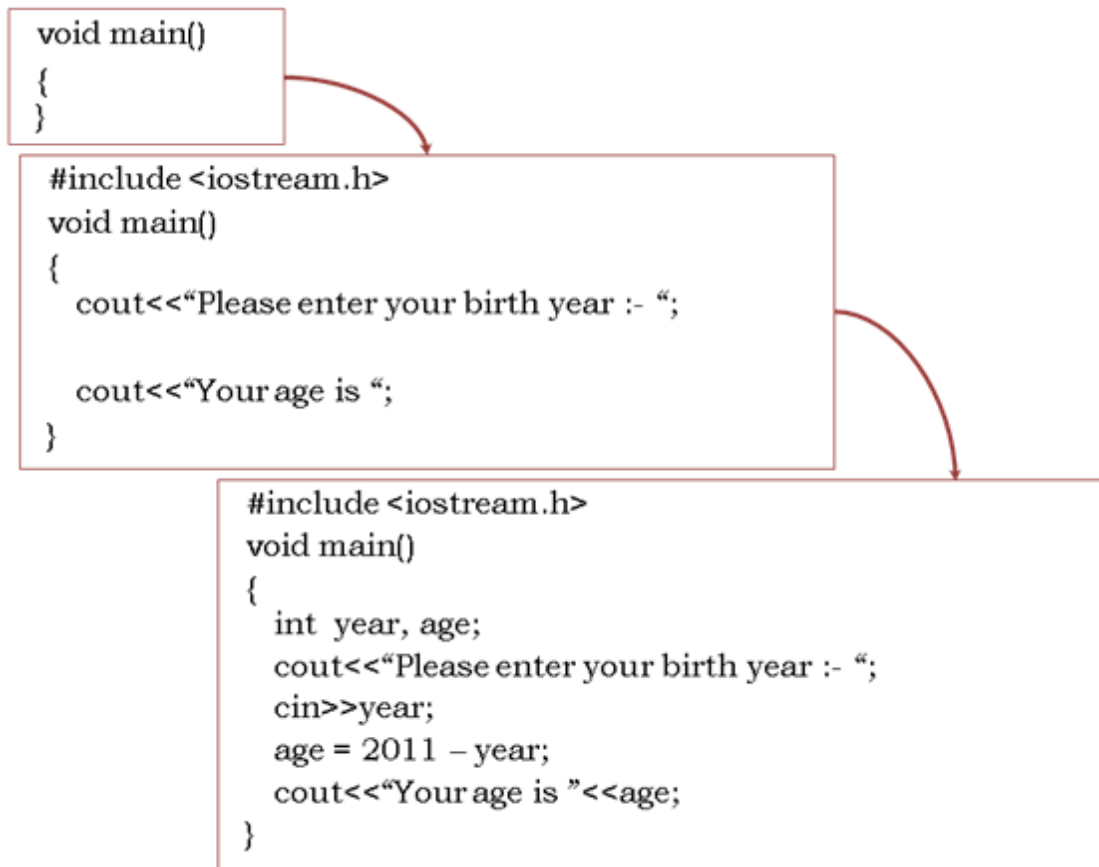 void main()
{
}
#include <iostream.h>
void main()
{
cout<<“Please enter your birth year :- “;
cout<<“Your age is “;
}
#include <iostream.h>
void main()
{
int year, age;
cout<<“Please enter your birth year :- “;
cin>>year;
age = 2011 – year;
cout<<“Your age is ”<<age;
}